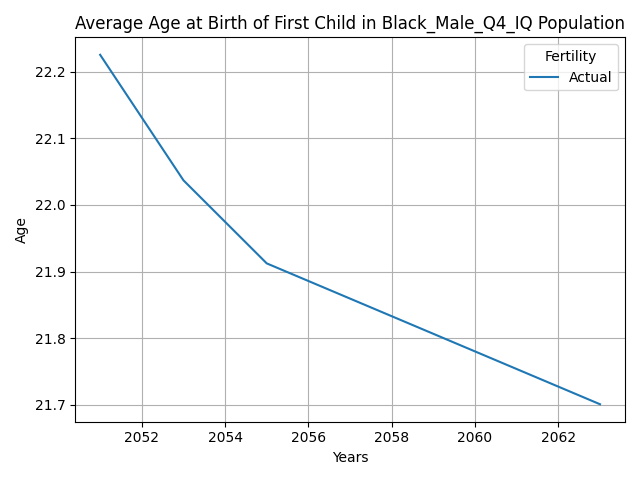 Average Age at Birth of First Child in Black_Male_Q4_IQ Population
Fertility
Actual
22.2
22.1
22.0
21.9
21.8
21.7
Age
2052 2054 2056 2058 2060 2062
Years